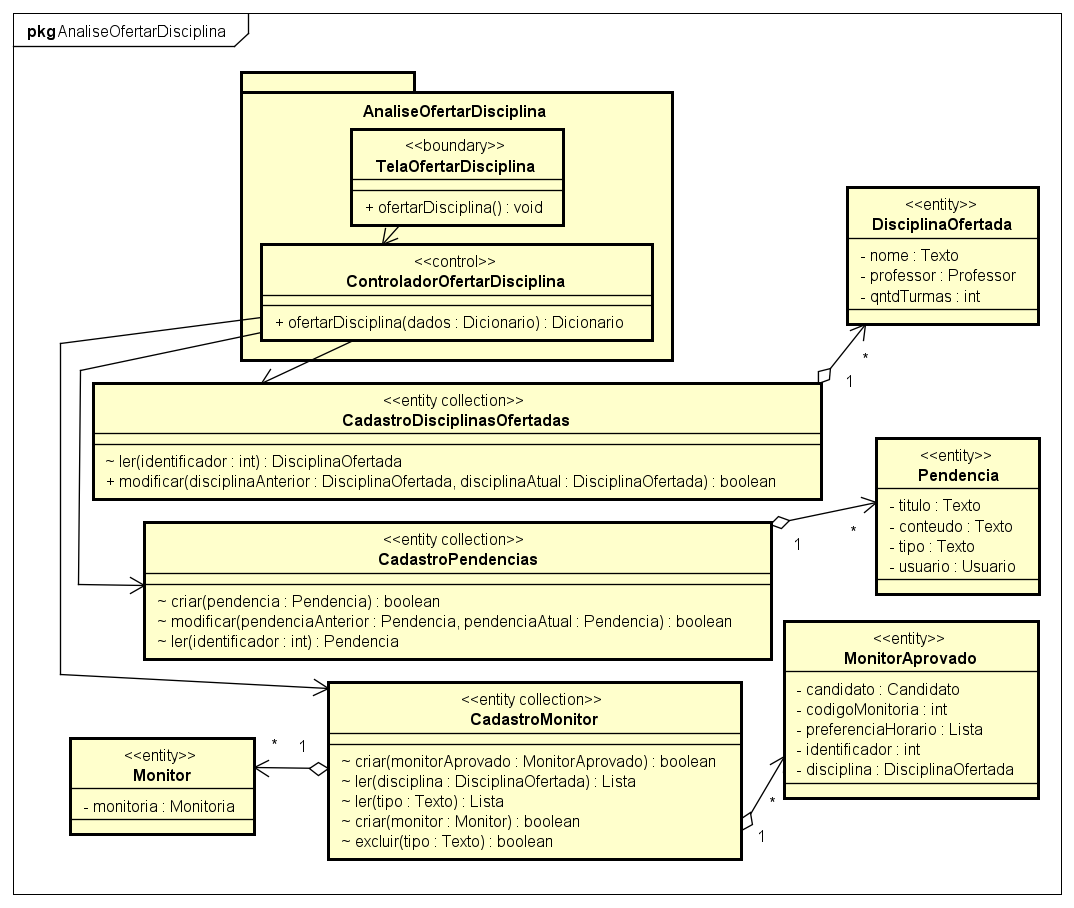 pkg AnaliseOfertarDisciplina
AnaliseOfertarDisciplina
<<boundary>>
TelaOfertarDisciplina
+ ofertarDisciplina() : void
<<control>>
ControladorOfertarDisciplina
+ ofertarDisciplina(dados : Dicionario) : Dicionario
<<entity>>
DisciplinaOfertada
- nome : Texto
- professor : Professor
- qntdTurmas : int
*
1
<<entity collection>>
CadastroDisciplinasOfertadas
~ ler(identificador : int) : DisciplinaOfertada
+ modificar(disciplinaAnterior : DisciplinaOfertada, disciplinaAtual : DisciplinaOfertada) : boolean
<<entity>>
Pendencia
- titulo : Texto
- conteudo : Texto
- tipo : Texto
- usuario : Usuario
*
1
<<entity collection>>
CadastroPendencias
~ criar(pendencia : Pendencia) : boolean
~ modificar(pendenciaAnterior : Pendencia, pendenciaAtual : Pendencia) : boolean
~ ler(identificador : int) : Pendencia
<<entity>>
MonitorAprovado
- candidato : Candidato
- codigoMonitoria : int
- preferenciaHorario : Lista
- identificador : int
- disciplina : DisciplinaOfertada
*
1
<<entity collection>>
CadastroMonitor
~ criar(monitorAprovado : MonitorAprovado) : boolean
~ ler(disciplina : DisciplinaOfertada) : Lista
~ ler(tipo : Texto) : Lista
~ criar(monitor : Monitor) : boolean
~ excluir(tipo : Texto) : boolean
* 1
<<entity>>
Monitor
- monitoria : Monitoria